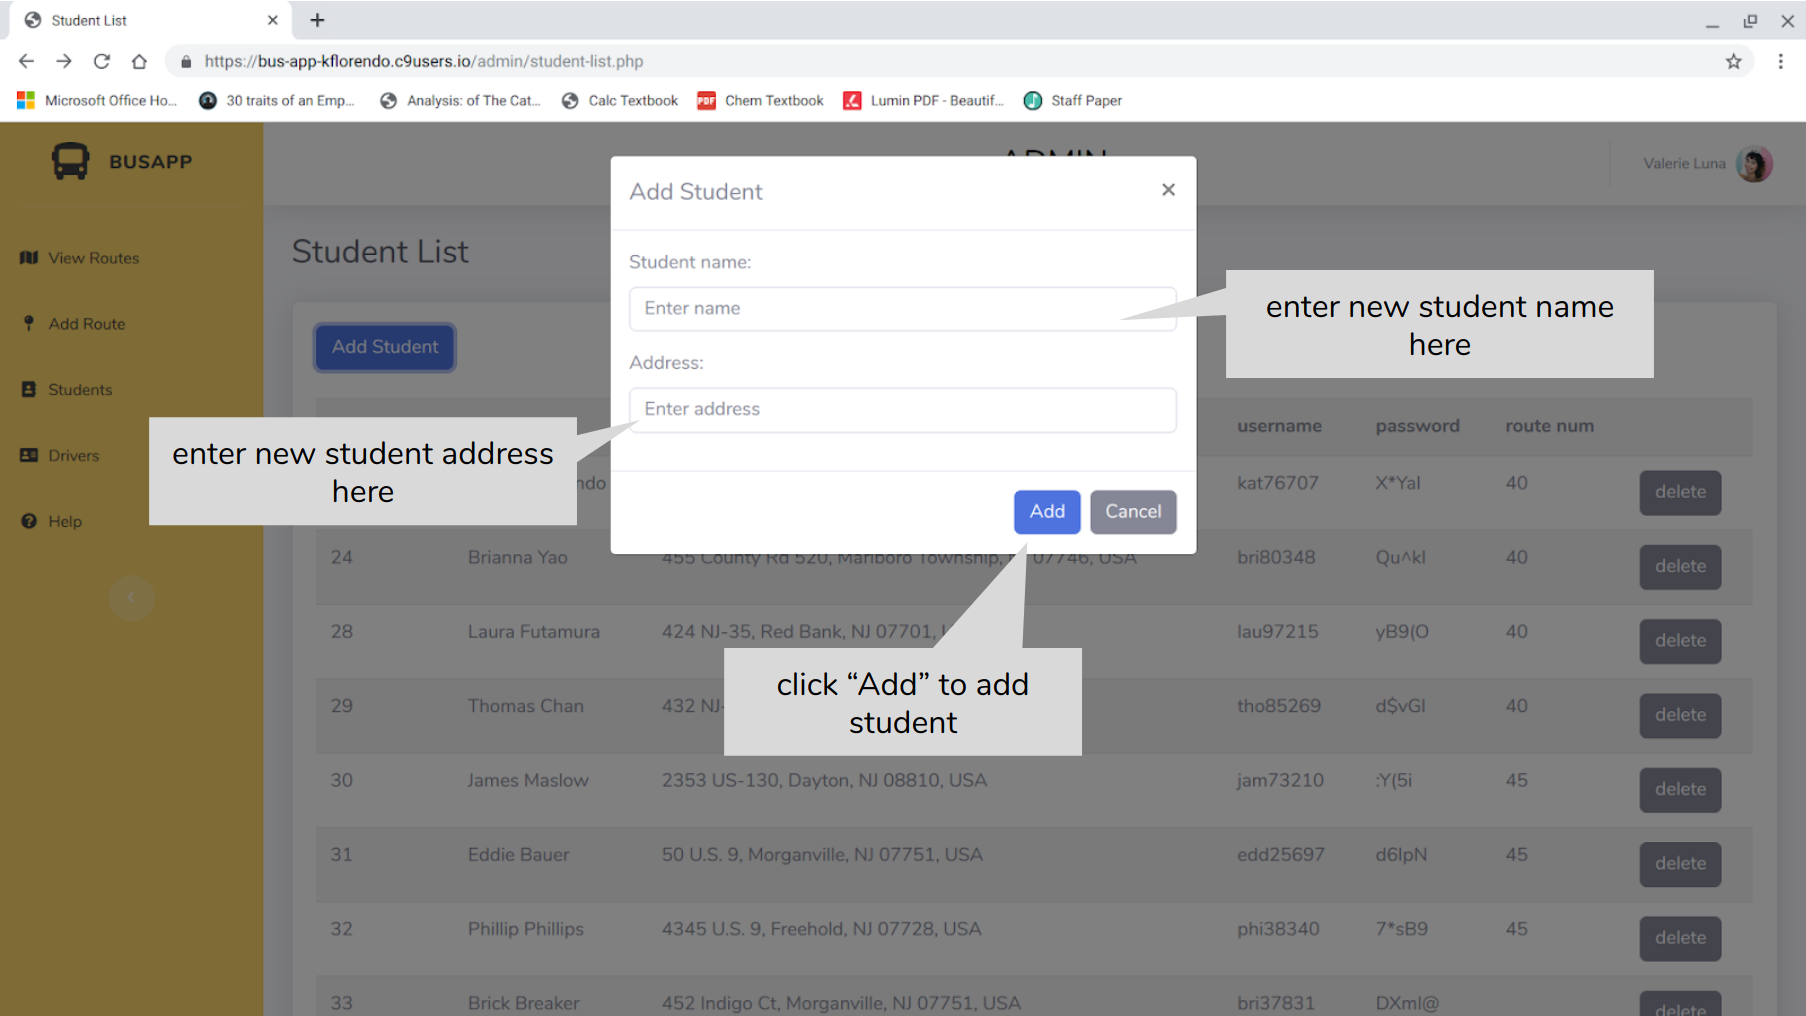 Student List
https://bus-app-kflorendo.c9users.io/admin/student-list.php
Microsoft Office Ho... 30 traits of an Emp... Analysis: of The Cat... Calc Textbook PDF Chem Textbook Lumin PDF - Beautif... Staff Paper
BUSAPP
ADMIN
Valerie Luna
View Routes
Add Route
Students
Drivers
Help
Student List
Add Student
Add Student
Student name:
Enter name
Address:
Enter address
Add Cancel
enter new student name
here
enter new student address
here
click “Add” to add
student
username password route num
ndo kat76707 X*Yal 40 delete
24 Brianna Yao 455 County Rd 520, Marlboro Township, 07746, USA bri80348 Qu^kl 40 delete
28 Laura Futamura 424 NJ-35, Red Bank, NJ 07701, lau97215 yB9(O 40 delete
29 Thomas Chan 432 NJ- tho85269 d$vGl 40 delete
30 James Maslow 2353 US-130, Dayton, NJ 08810, USA jam73210 :Y(5i 45 delete
31 Eddie Bauer 50 U.S. 9, Morganville, NJ 07751, USA edd25697 d6lpN 45 delete
32 Phillip Phillips 4345 U.S. 9, Freehold, NJ 07728, USA phi38340 7*sB9 45 delete
33 Brick Breaker 452 Indigo Ct, Morganville, NJ 07751, USA bri37831 DXml@ delete